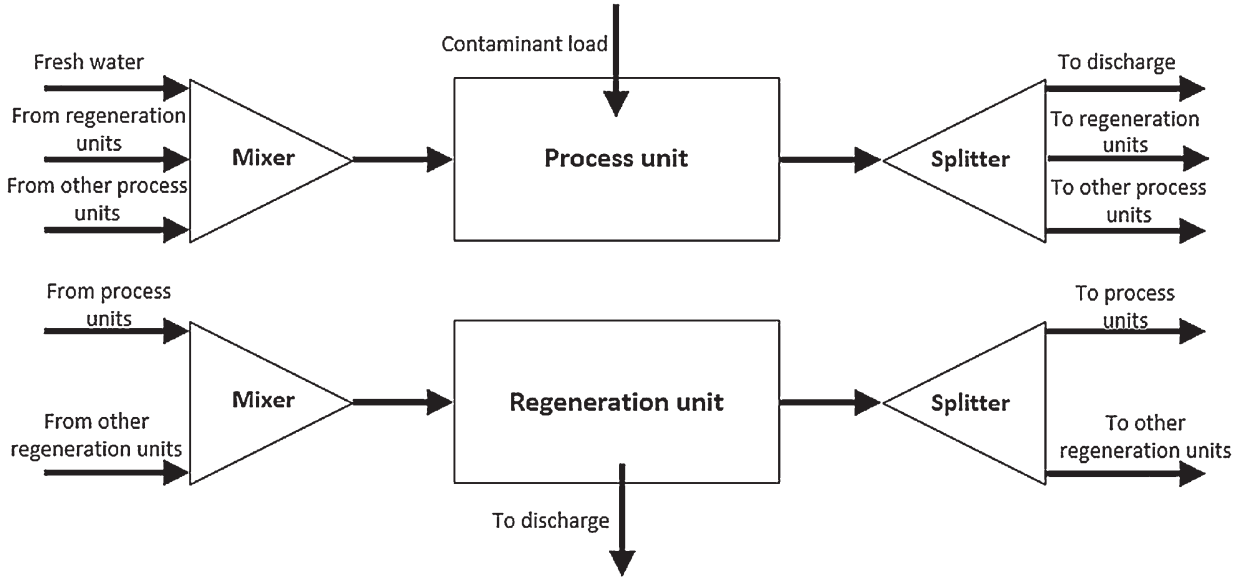 Contaminant load
Fresh water
From regeneration
units
From other process
units
Mixer
Process unit
Splitter
To discharge
To regeneration
units
To other process
units
From process
units
From other
regeneration units
Mixer
Regeneration unit
To discharge
Splitter
To process
units
To other
regeneration units